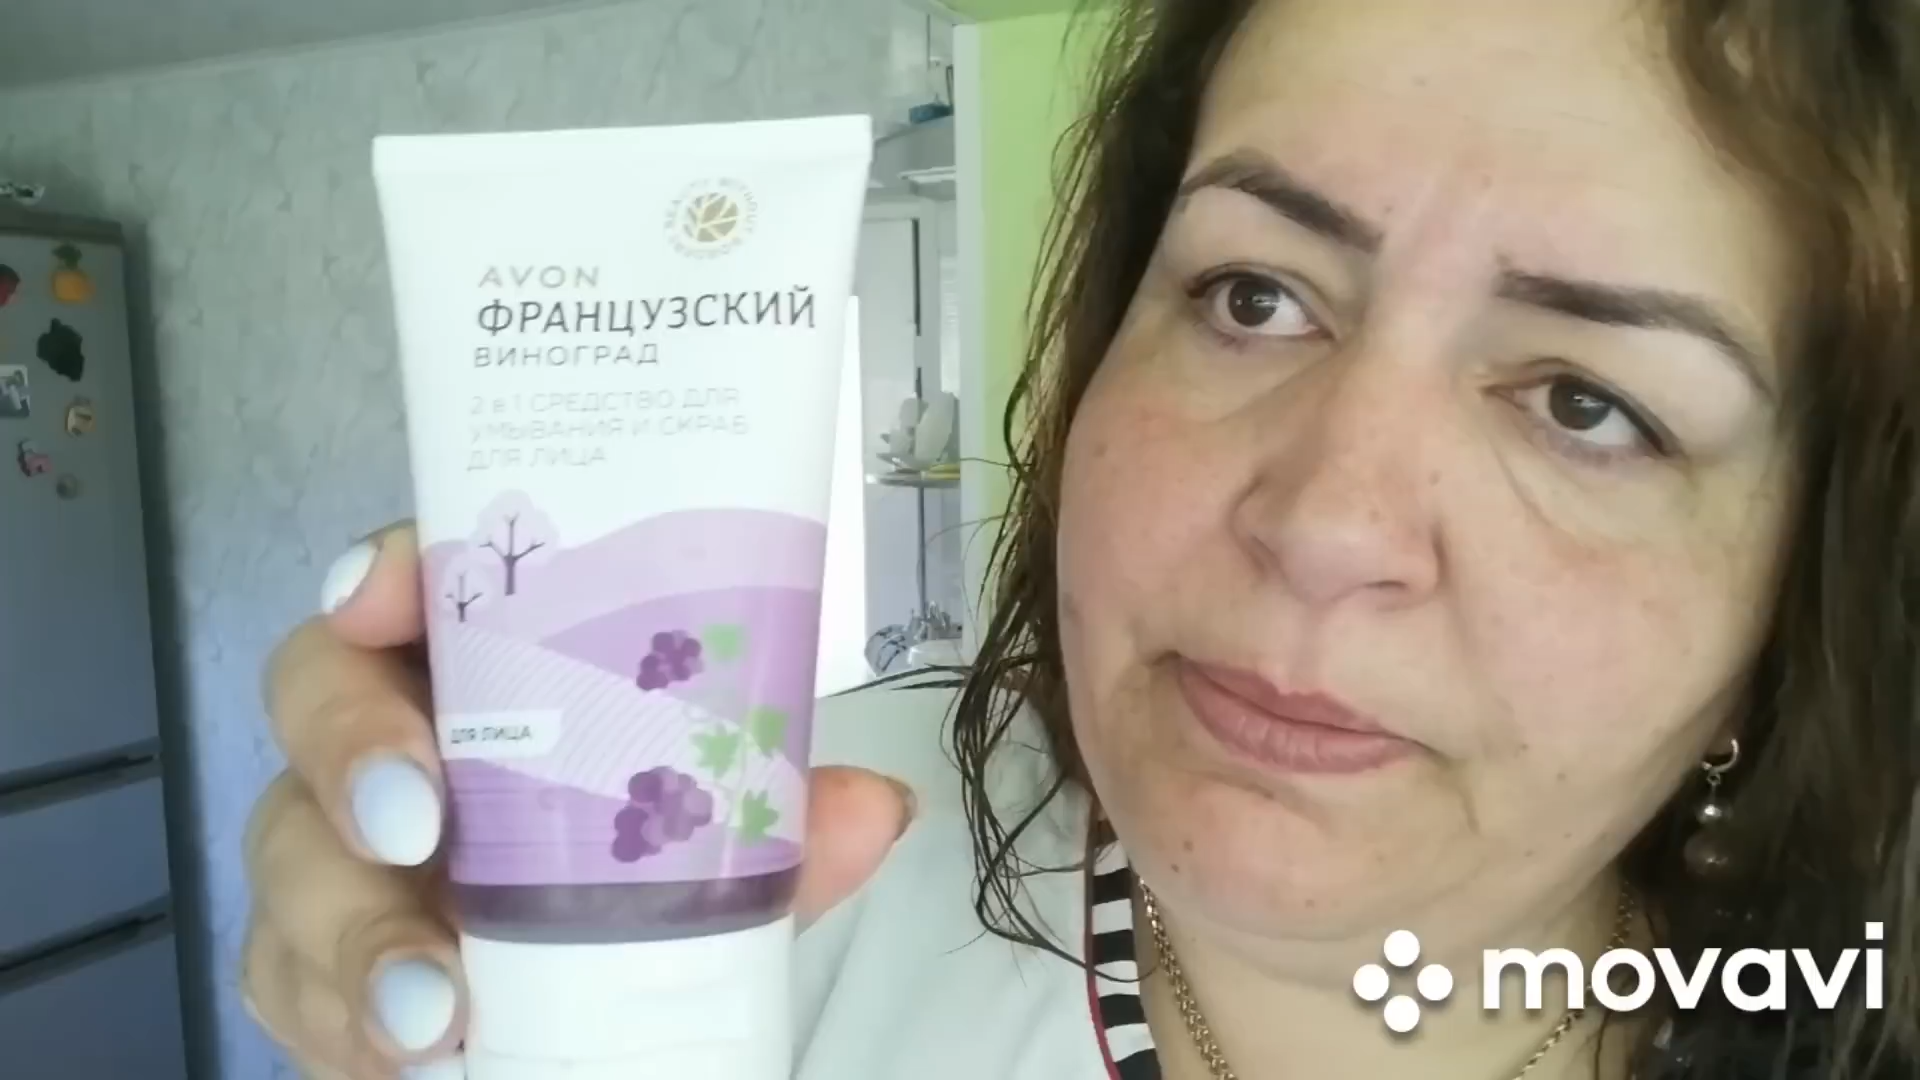 AVON
ФРАНЦУЗСКИЙ
ВИНОГРАД
2 в 1 СРЕДСТВО ДЛЯ
УМЫВАНИЯ И СКРАБ
ДЛЯ ЛИЦА
ДЛЯ ЛИЦА
movavi